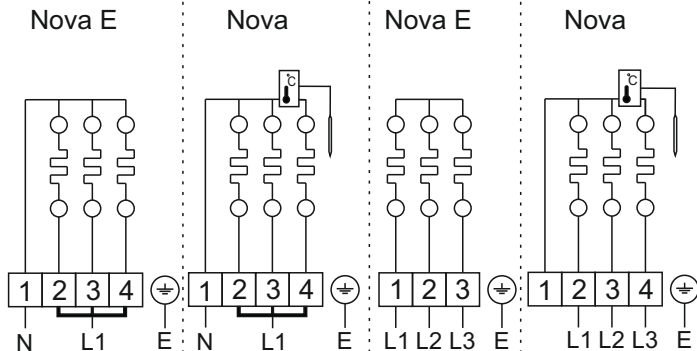 Nova E Nova Nova E Nova
°C °C
1 2 3 4 1 2 3 4 1 2 3 1 2 3 4
N L1 E N L1 E L1 L2 L3 E L1 L2 L3 E